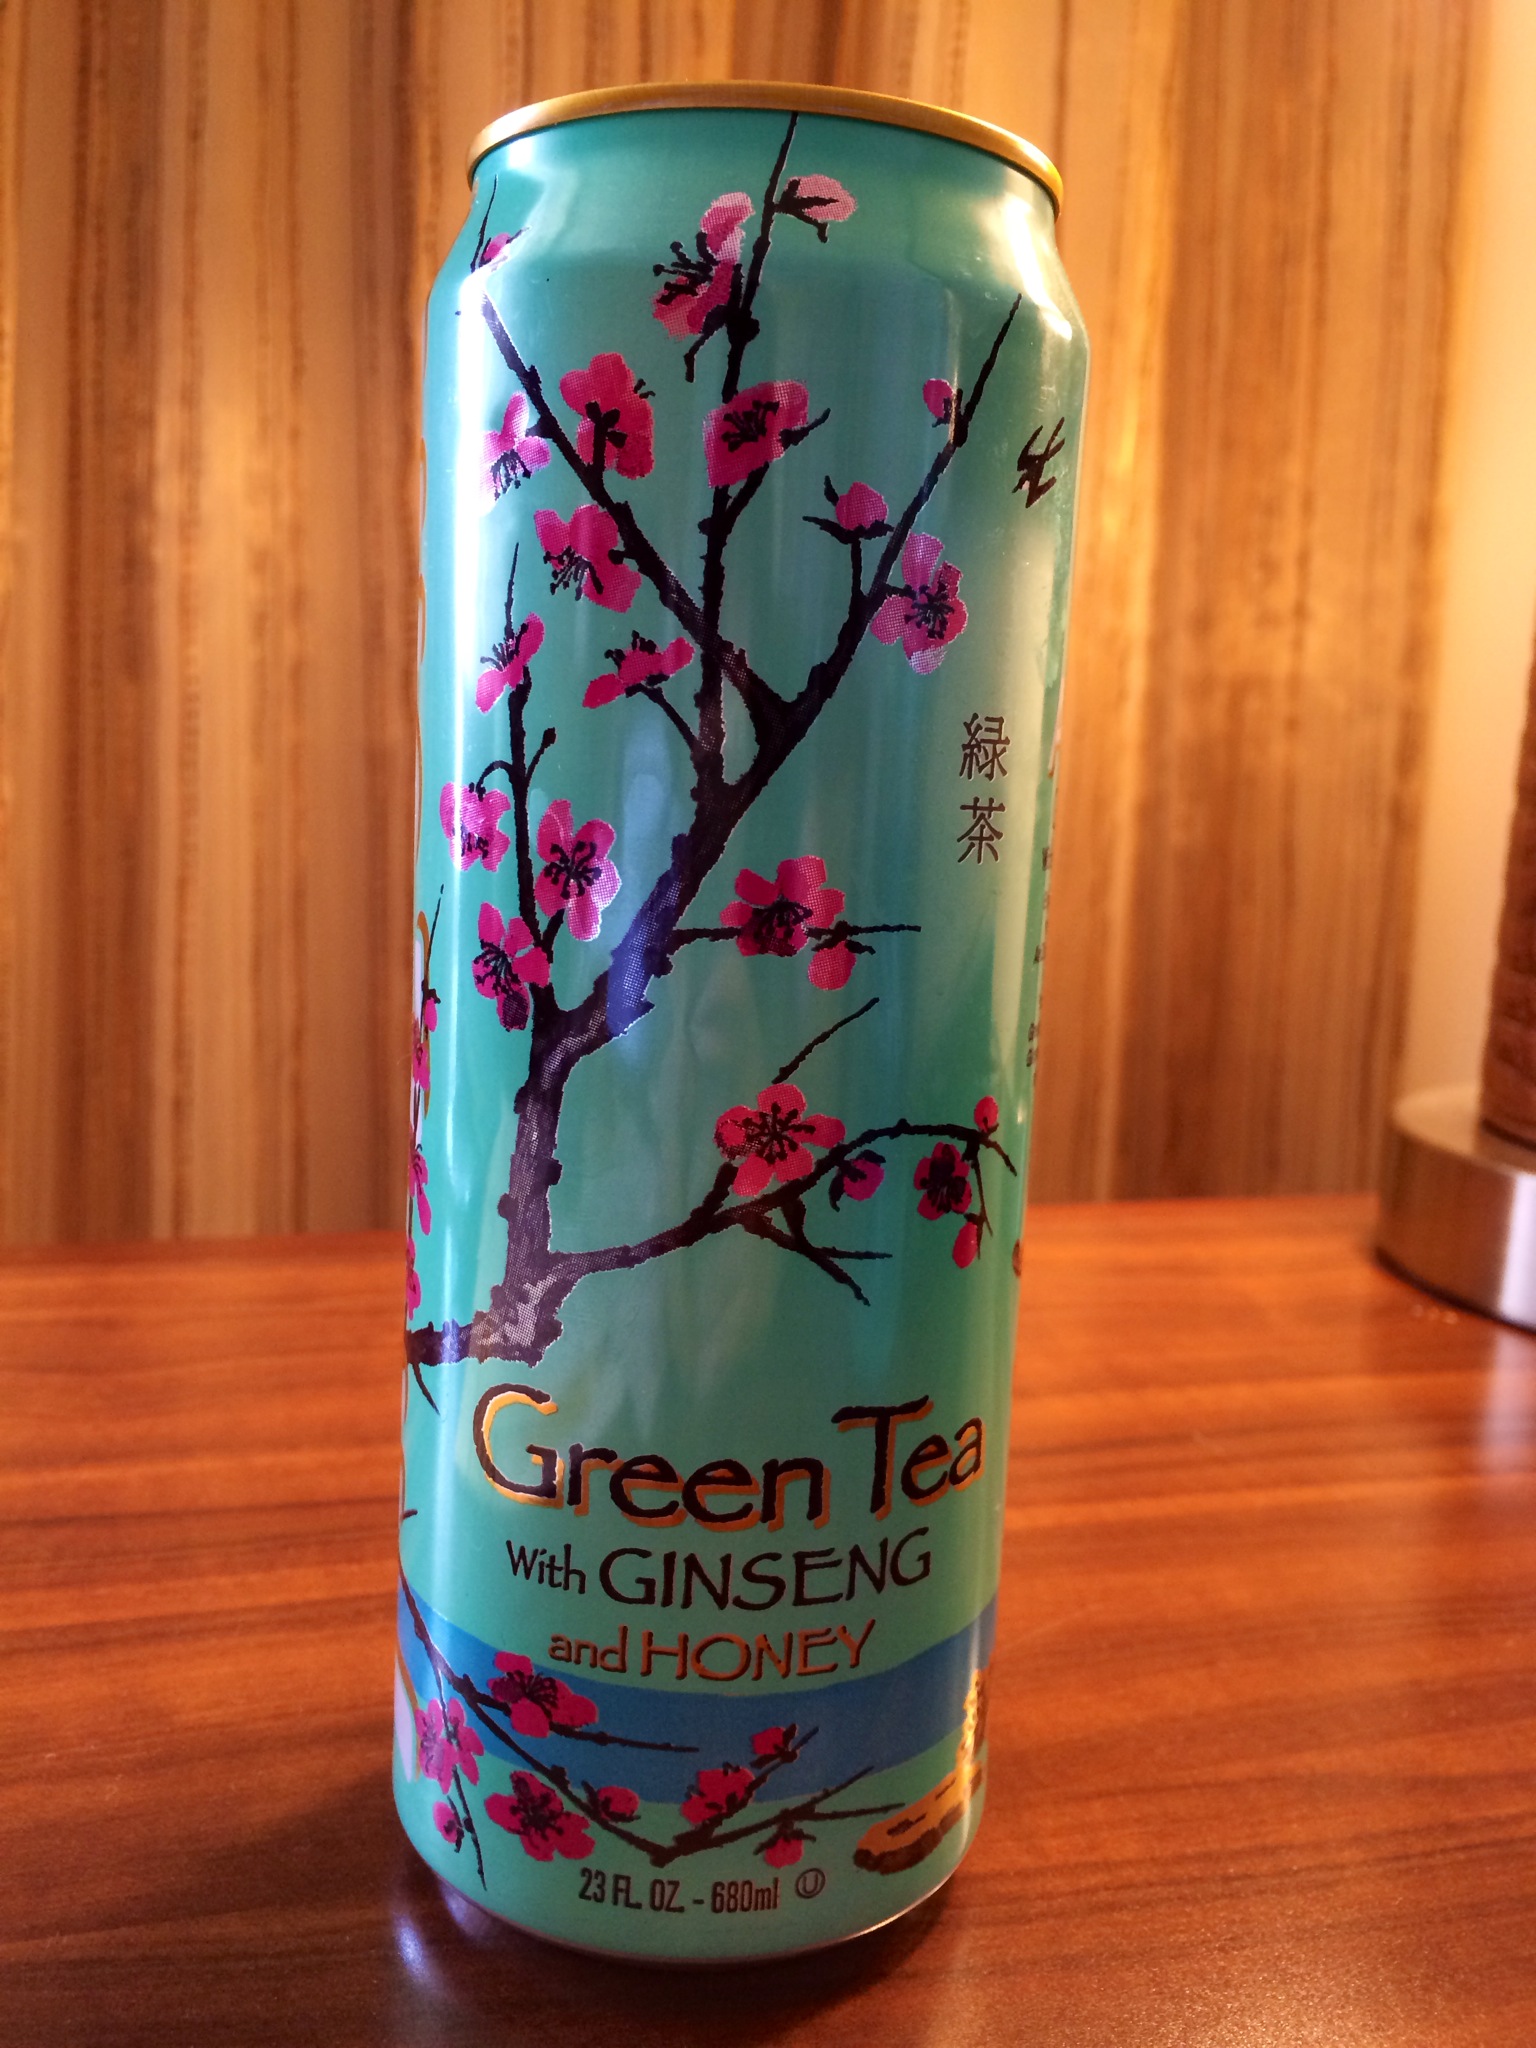 緑
茶
Green Tea
With GINSENG
and HONEY
23 FL. OZ. - 680ml U